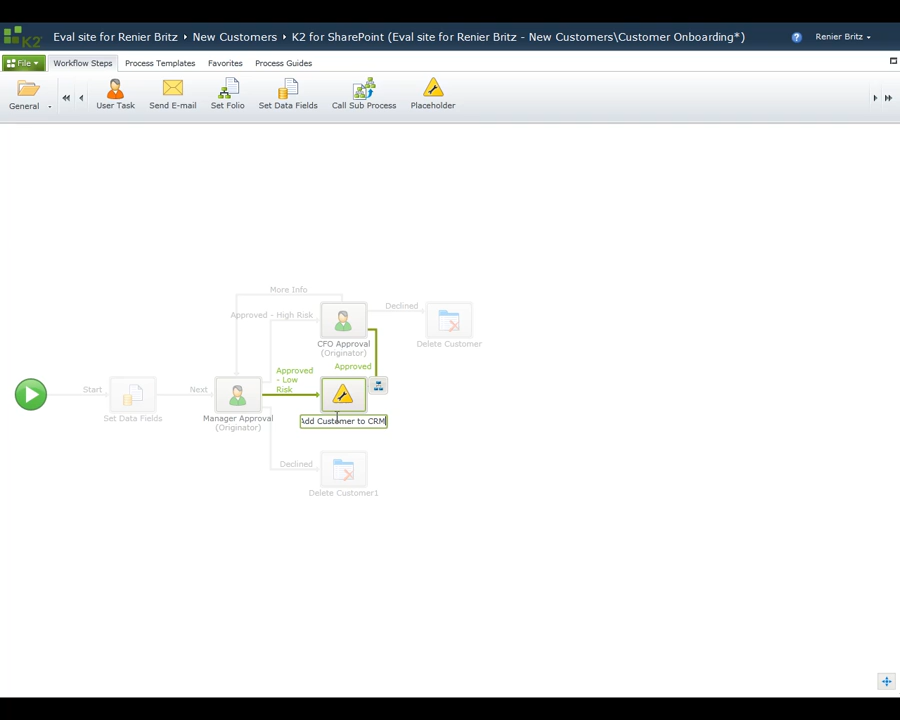 K2 Eval site for Renier Britz New Customers K2 for SharePoint (Eval site for Renier Britz - New Customers\Customer Onboarding*) ? Renier Britz
File Workflow Steps Process Templates Favorites Process Guides
General User Task Send E-mail Set Folio Set Data Fields Call Sub Process Placeholder
More Info
Declined
Approved - High Risk
CFO Approval
(Originator)
Delete Customer
Approved
Approved
- Low
Risk
Start
Next
Set Data Fields
Manager Approval
(Originator)
Add Customer to CRM
Declined
Delete Customer1